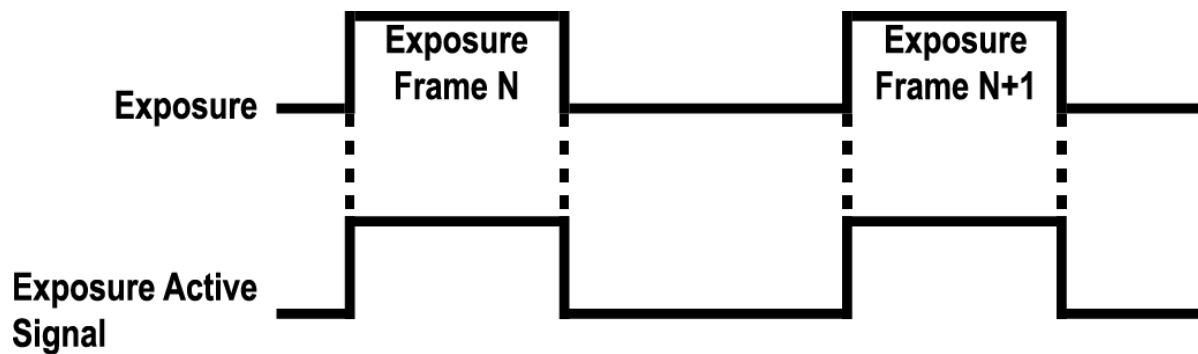 Exposure
Frame N
Exposure
Frame N+1
Exposure
Exposure Active
Signal